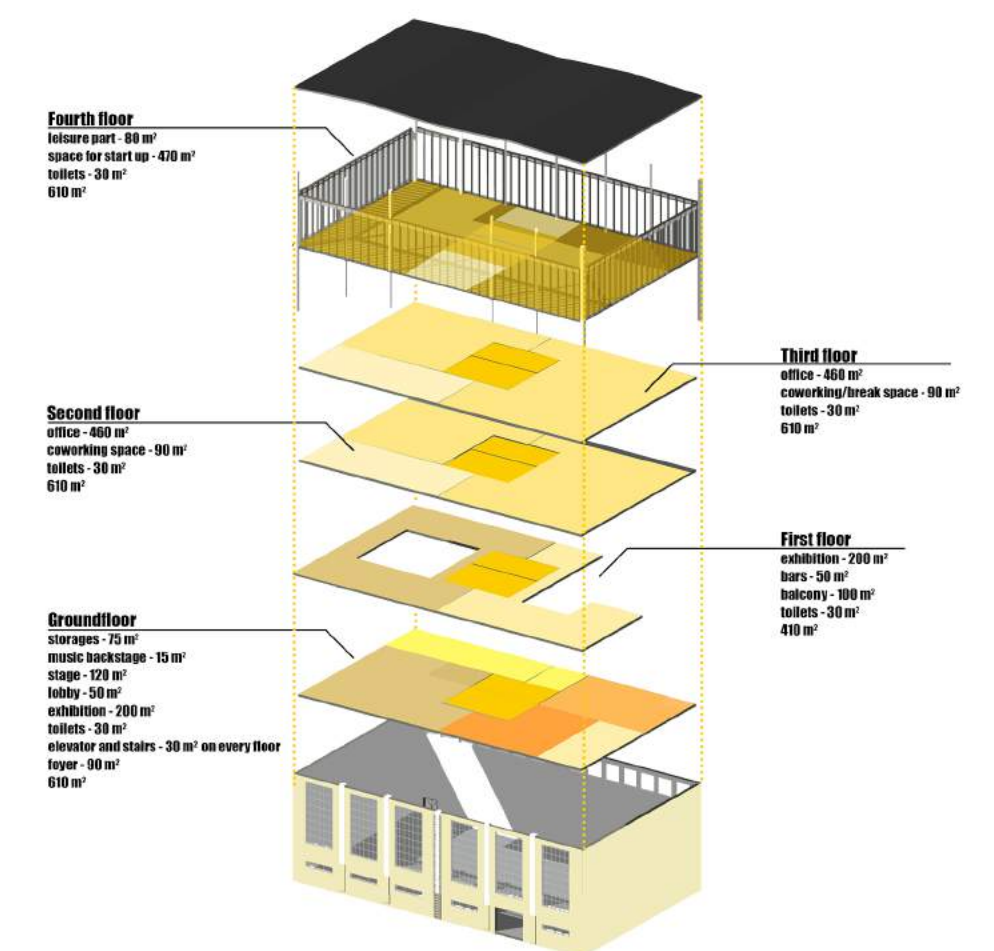 Fourth floor
leisure part - 80 m²
space for start up - 470 m²
toilets - 30 m²
610 m²
Third floor
office - 460 m²
coworking/break space - 90 m²
toilets - 30 m²
610 m²
Second floor
office - 460 m²
coworking space - 90 m²
toilets - 30 m²
610 m²
First floor
exhibition - 200 m²
bars - 50 m²
balcony - 100 m²
toilets - 30 m²
410 m²
Groundfloor
storages - 75 m²
music backstage - 15 m²
stage - 120 m²
lobby - 50 m²
exhibition - 200 m²
toilets - 30 m²
elevator and stairs - 30 m² on every floor
foyer - 90 m²
610 m²